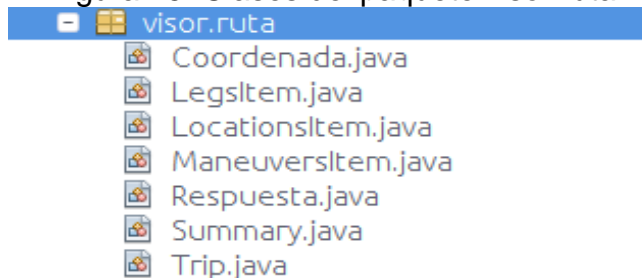 visor.ruta
Coordenada.java
LegsItem.java
LocationsItem.java
ManeuversItem.java
Respuesta.java
Summary.java
Trip.java